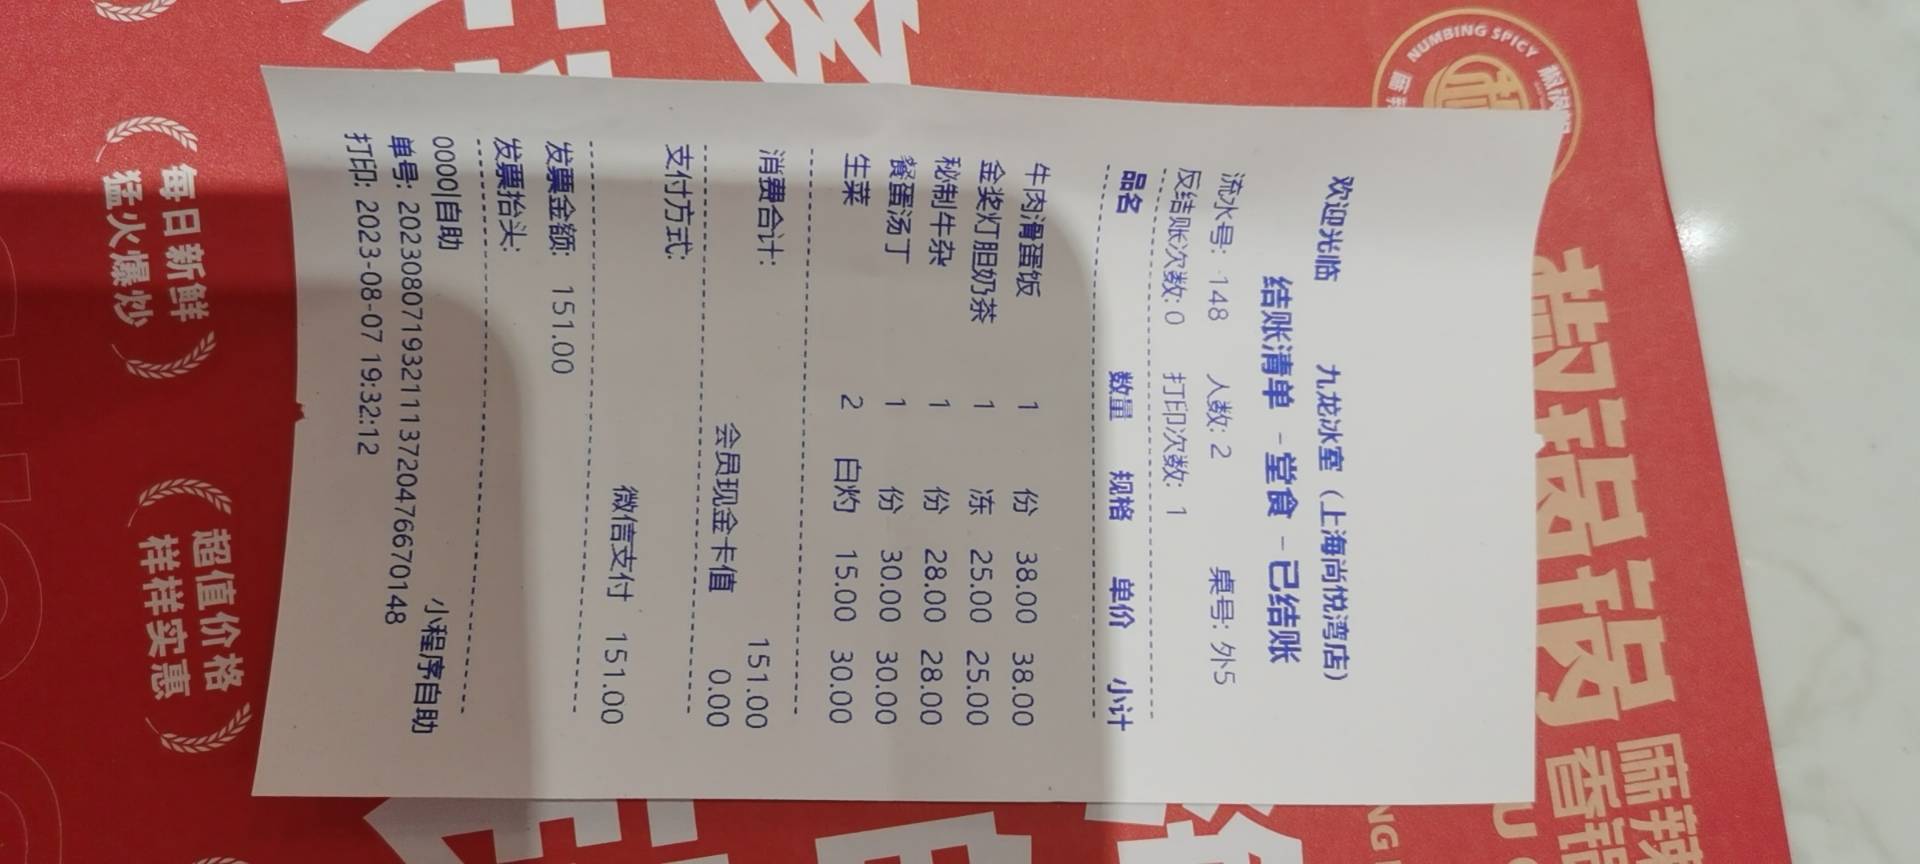 欢迎光临 九龙冰室（上海尚悦湾店）
结账清单 - 堂食 - 已结账
流水号: 148 人数: 2 桌号: 外5
反结账次数: 0 打印次数: 1
品名 数量 规格 单价 小计
牛肉滑蛋饭 1 份 38.00 38.00
金奖灯胆奶茶 1 冻 25.00 25.00
秘制牛杂 1 份 28.00 28.00
餐蛋汤丁 1 份 30.00 30.00
生菜 2 白灼 15.00 30.00
消费合计: 151.00
会员现金卡值 0.00
支付方式:
微信支付 151.00
发票金额: 151.00
发票抬头:
0000|自助 小程序自助
单号: 2023080719321113720476670148
打印: 2023-08-07 19:32:12
NUMBING SPICY
每日新鲜
猛火爆炒
超值价格
样样实惠
麻辣